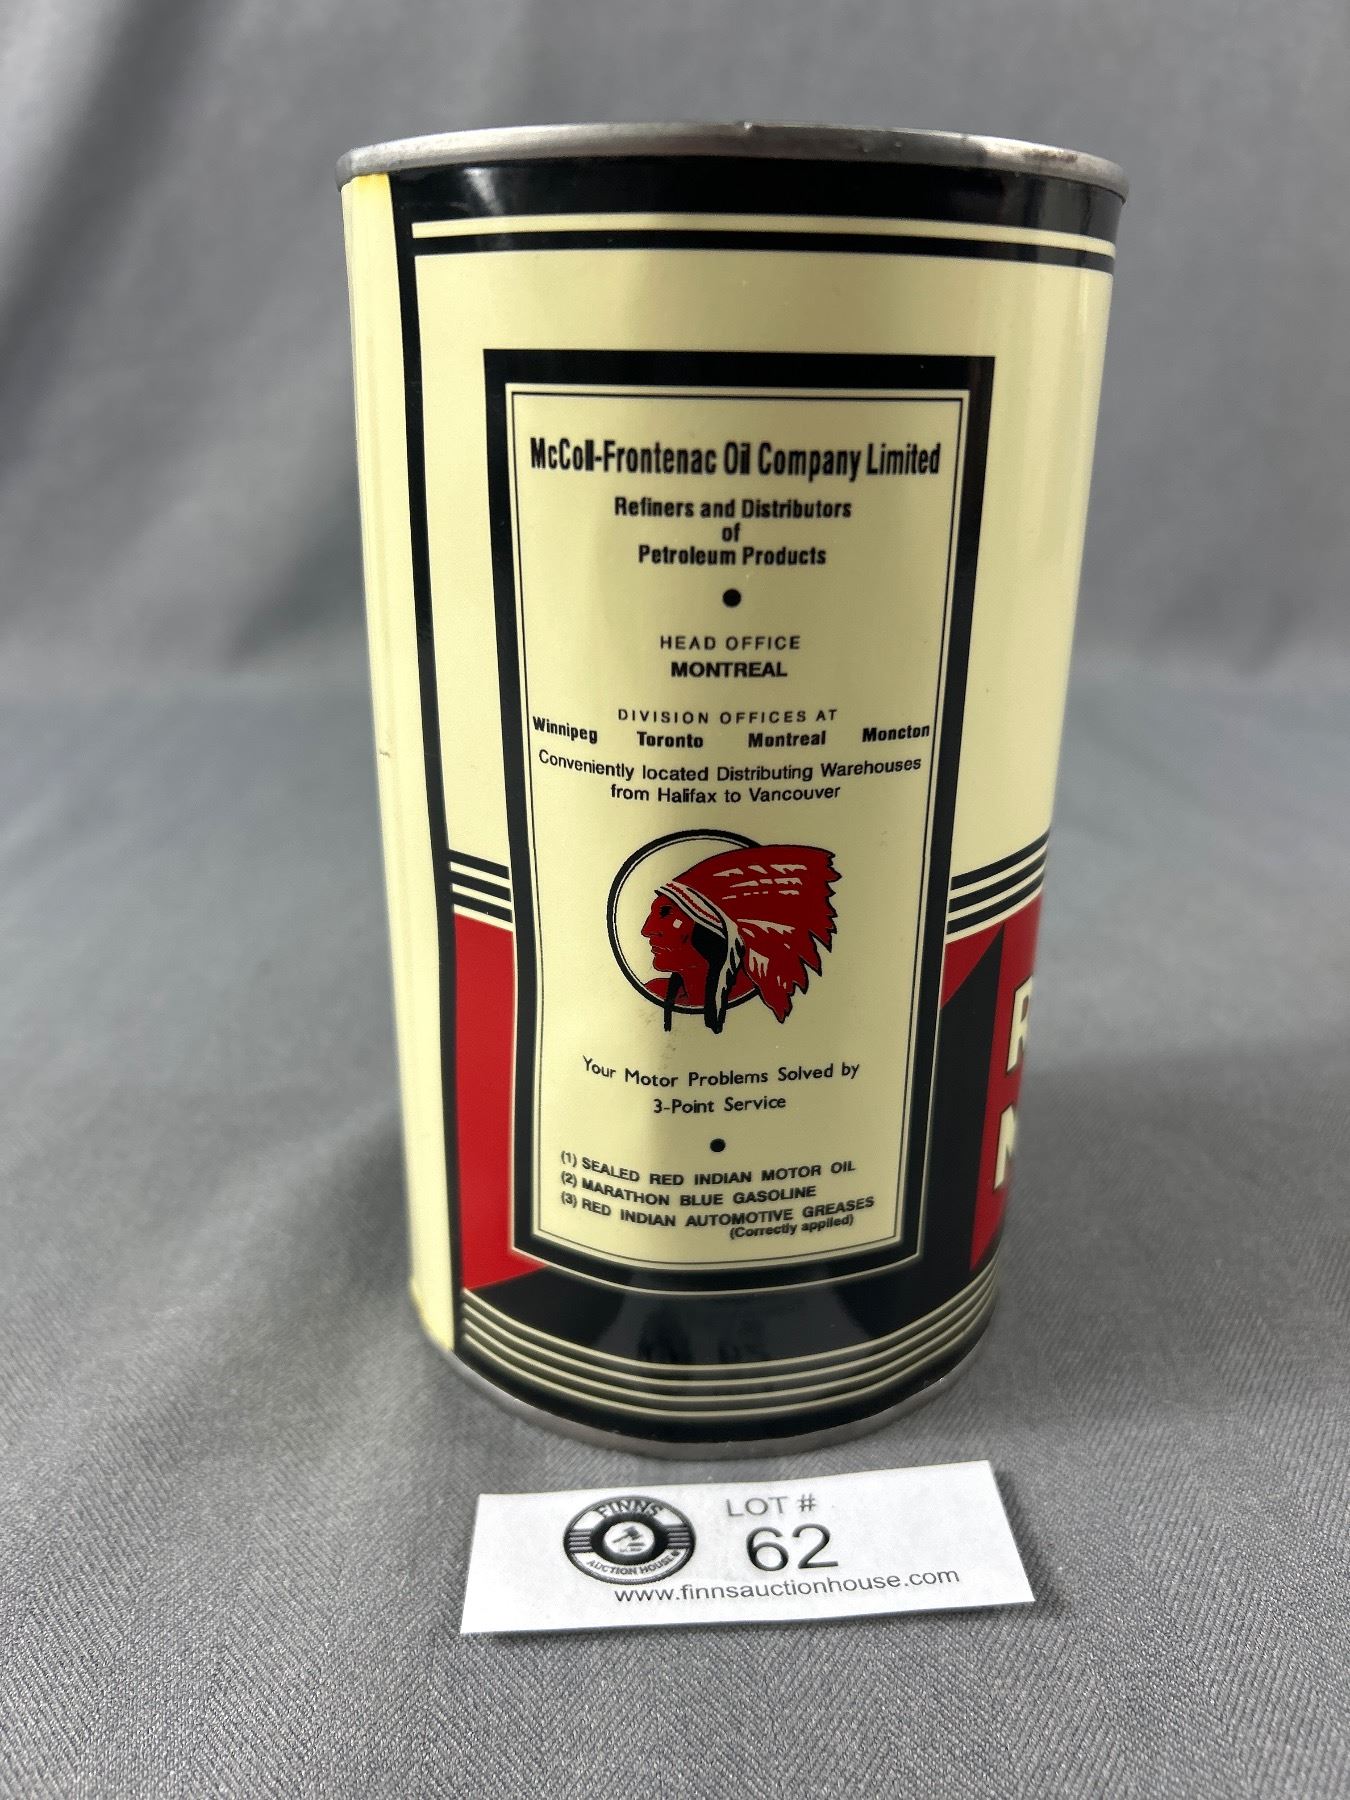 McColl-Frontenac Oil Company Limited
Refiners and Distributors
of
Petroleum Products
HEAD OFFICE
MONTREAL
DIVISION OFFICES AT
Winnipeg Toronto Montreal Moncton
Conveniently located Distributing Warehouses
from Halifax to Vancouver
Your Motor Problems Solved by
3-Point Service
(1) SEALED RED INDIAN MOTOR OIL
(2) MARATHON BLUE GASOLINE
(3) RED INDIAN AUTOMOTIVE GREASES
(Correctly applied)
R
M
FINNS
AUCTION HOUSE
LOT #
62
www.finnsauctionhouse.com